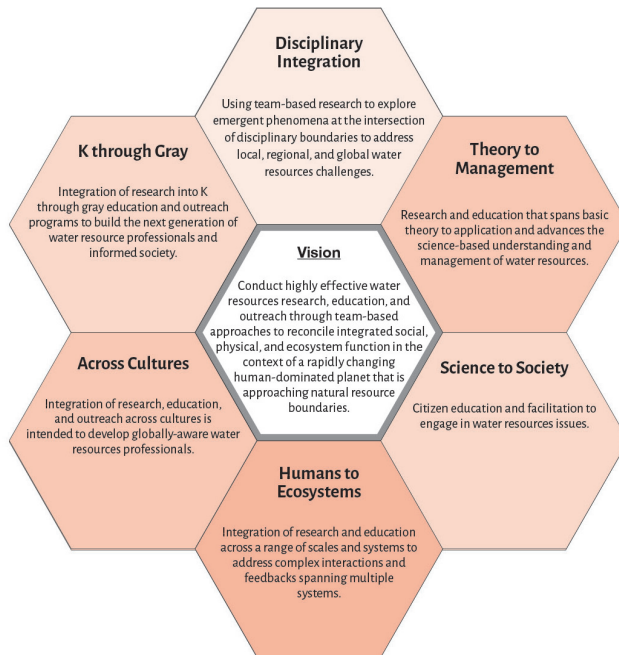 Disciplinary
Integration
Using team-based research to explore
emergent phenomena at the intersection
of disciplinary boundaries to address
local, regional, and global water
resources challenges.
K through Gray
Integration of research into K
through gray education and outreach
programs to build the next generation of
water resource professionals and
informed society.
Theory to
Management
Research and education that spans basic
theory to application and advances the
science-based understanding and
management of water resources.
Vision
Conduct highly effective water
resources research, education, and
outreach through team-based
approaches to reconcile integrated social,
physical, and ecosystem function in the
context of a rapidly changing
human-dominated planet that is
approaching natural resource
boundaries.
Across Cultures
Integration of research, education,
and outreach across cultures is
intended to develop globally-aware water
resources professionals.
Science to Society
Citizen education and facilitation to
engage in water resources issues.
Humans to
Ecosystems
Integration of research and education
across a range of scales and systems to
address complex interactions and
feedbacks spanning multiple
systems.